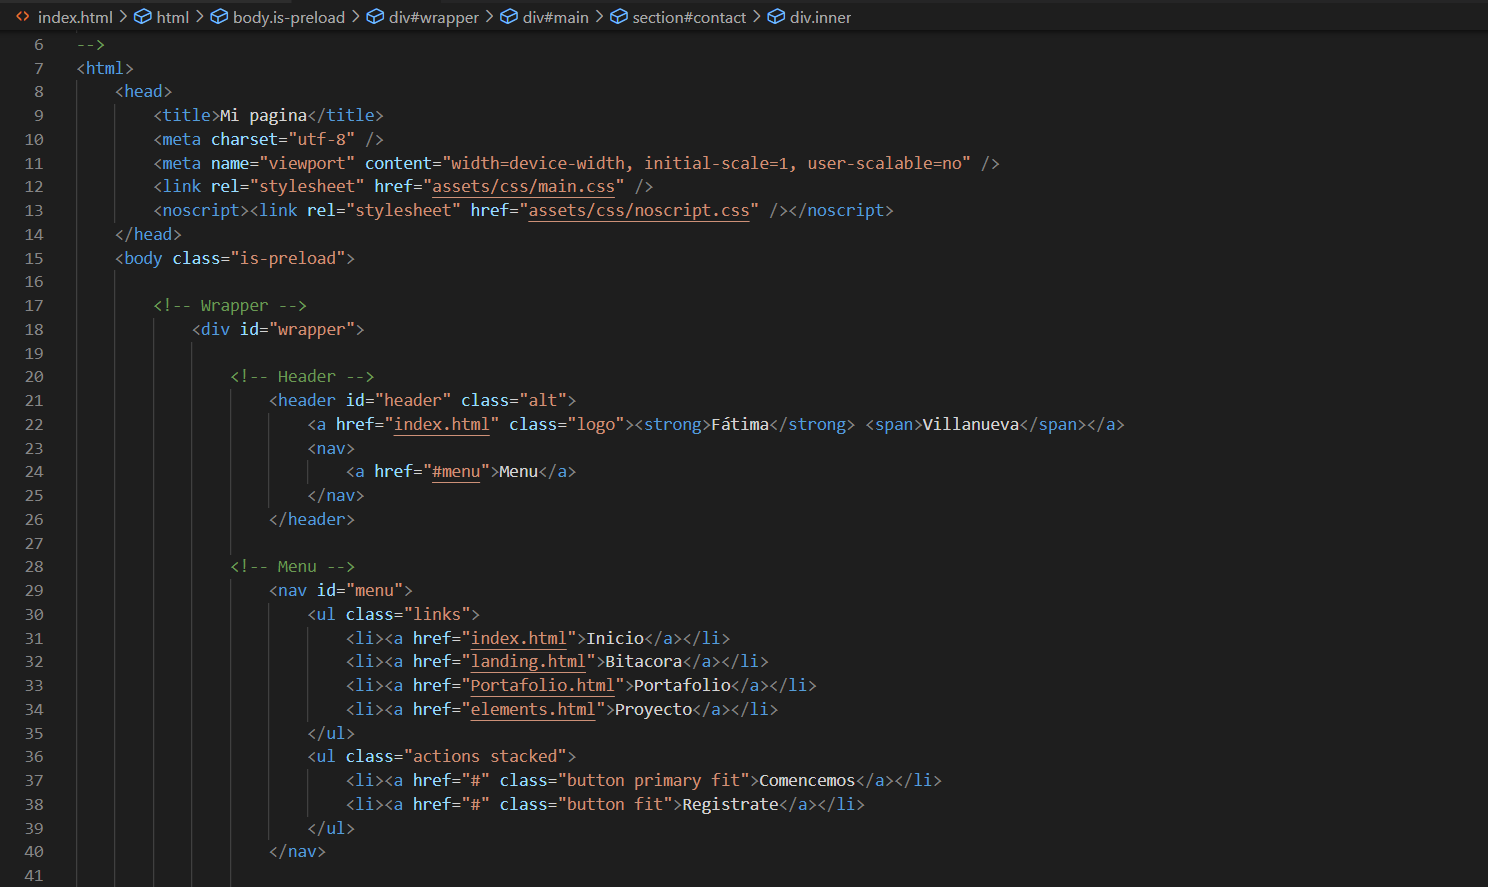 index.html > html > body.is-preload > div#wrapper > div#main > section#contact > div.inner
6 -->
7 <html>
8 <head>
9 <title>Mi pagina</title>
10 <meta charset="utf-8" />
11 <meta name="viewport" content="width=device-width, initial-scale=1, user-scalable=no" />
12 <link rel="stylesheet" href="assets/css/main.css" />
13 <noscript><link rel="stylesheet" href="assets/css/noscript.css" /></noscript>
14 </head>
15 <body class="is-preload">
16
17 <!-- Wrapper -->
18 <div id="wrapper">
19
20 <!-- Header -->
21 <header id="header" class="alt">
22 <a href="index.html" class="logo"><strong>Fátima</strong> <span>Villanueva</span></a>
23 <nav>
24 <a href="#menu">Menu</a>
25 </nav>
26 </header>
27
28 <!-- Menu -->
29 <nav id="menu">
30 <ul class="links">
31 <li><a href="index.html">Inicio</a></li>
32 <li><a href="landing.html">Bitacora</a></li>
33 <li><a href="Portafolio.html">Portafolio</a></li>
34 <li><a href="elements.html">Proyecto</a></li>
35 </ul>
36 <ul class="actions stacked">
37 <li><a href="#" class="button primary fit">Comencemos</a></li>
38 <li><a href="#" class="button fit">Registrate</a></li>
39 </ul>
40 </nav>
41